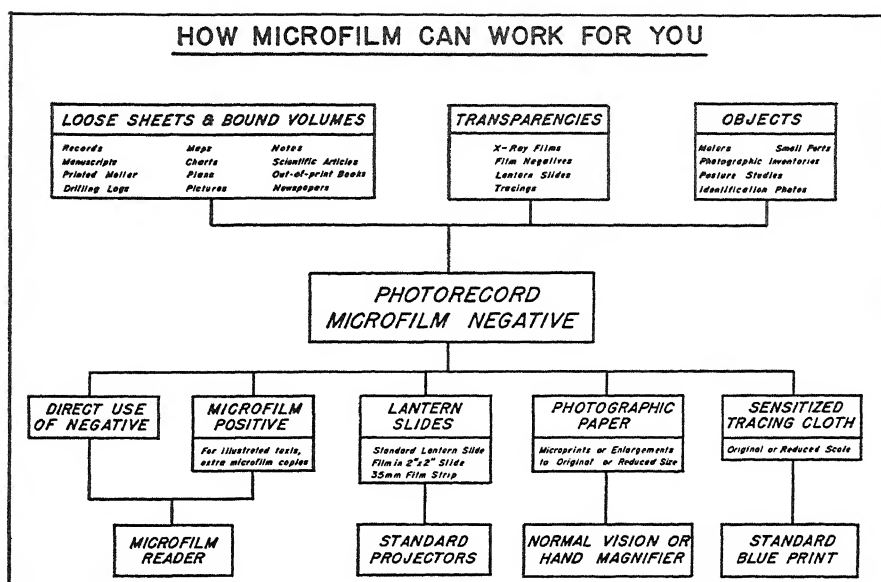 HOW MICROFILM CAN WORK FOR YOU
LOOSE SHEETS & BOUND VOLUMES
Records Maps Notes
Manuscripts Charts Scientific Articles
Printed Matter Plans Out-of-print Books
Drilling Logs Pictures Newspapers
TRANSPARENCIES
X-Ray Films
Film Negatives
Lantern Slides
Tracings
OBJECTS
Motors Small Parts
Photographic Inventories
Posture Studies
Identification Photos
PHOTORECORD
MICROFILM NEGATIVE
DIRECT USE
OF NEGATIVE
MICROFILM
POSITIVE
For illustrated texts,
extra microfilm copies
LANTERN
SLIDES
Standard Lantern Slide
Film in 2"x2" Slide
35mm Film Strip
PHOTOGRAPHIC
PAPER
Microprints or Enlargements
to Original or Reduced Size
SENSITIZED
TRACING CLOTH
Original or Reduced Scale
MICROFILM
READER
STANDARD
PROJECTORS
NORMAL VISION OR
HAND MAGNIFIER
STANDARD
BLUE PRINT